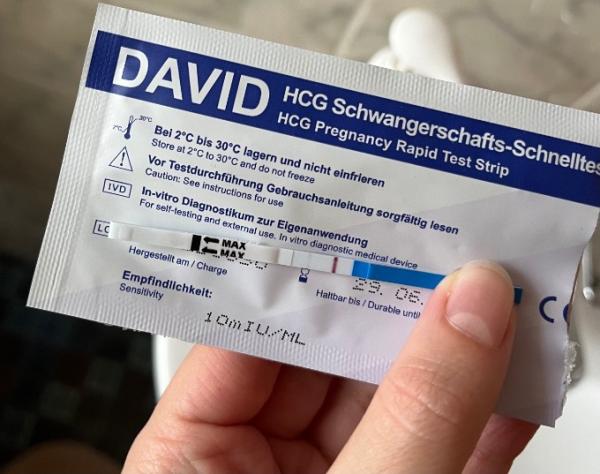 DAVID
HCG Schwangerschafts-Schnelltes
HCG Pregnancy Rapid Test Strip
30°C
2°C
Bei 2°C bis 30°C lagern und nicht einfrieren
Store at 2°C to 30°C and do not freeze
Vor Testdurchführung Gebrauchsanleitung sorgfältig lesen
Caution: See instructions for use
IVD
In-vitro Diagnostikum zur Eigenanwendung
For self-testing and external use. In vitro diagnostic medical device
LO
MAX
MAX
Hergestellt am / Charge
29.06.
Haltbar bis / Durable until
CE
Empfindlichkeit:
Sensitivity
10mIU/ML